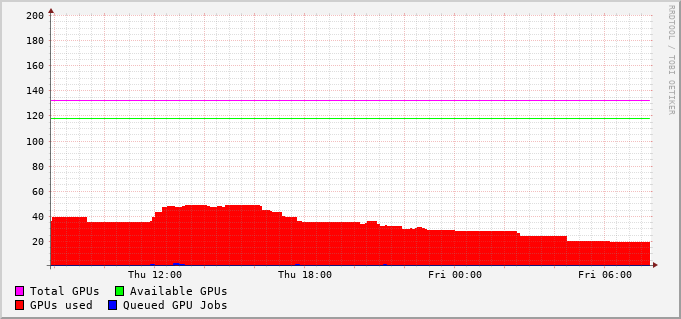 200
180
160
140
120
100
80
60
40
20
Thu 12:00 Thu 18:00 Fri 00:00 Fri 06:00
Total GPUs Available GPUs
GPUs used Queued GPU Jobs
RRDTOOL / TOBI OETIKER